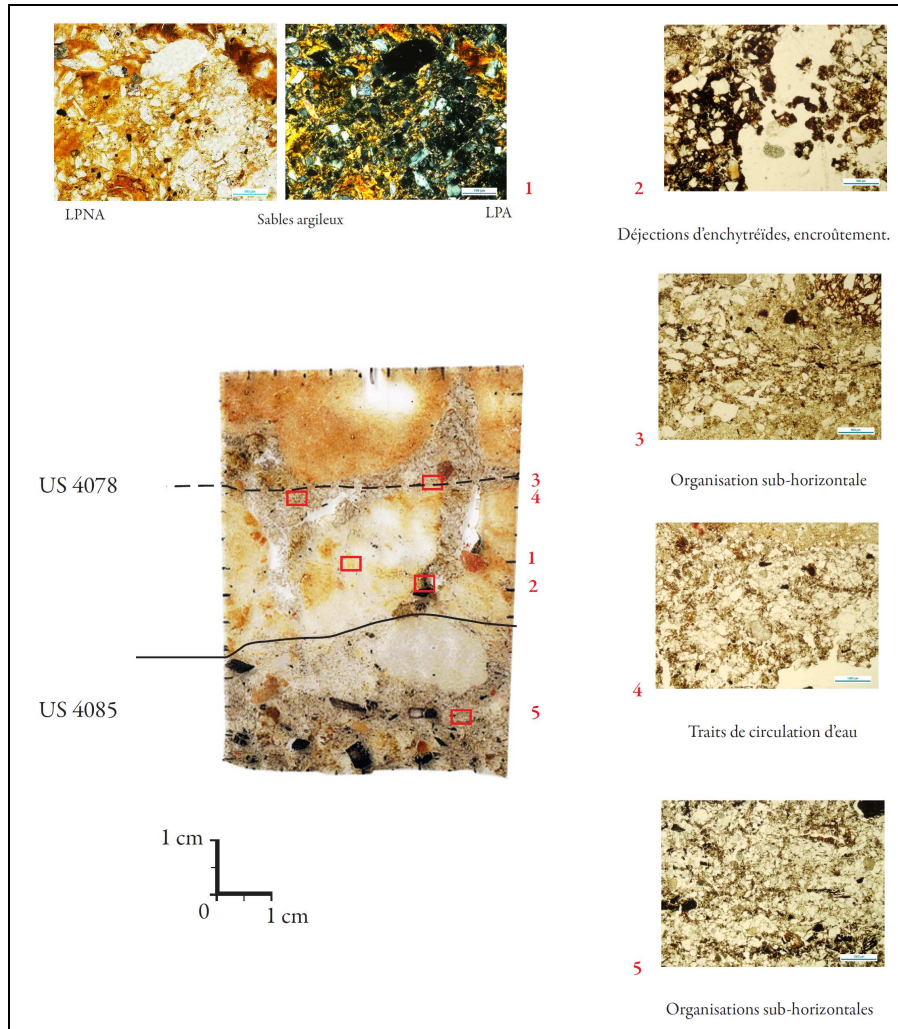 LPNA
Sables argileux
LPA
1
2
Déjections d'enchytréïdes, encroûtement.
3
Organisation sub-horizontale
US 4078
3
4
1
2
4
Traits de circulation d'eau
US 4085
5
1 cm
0
1 cm
5
Organisations sub-horizontales